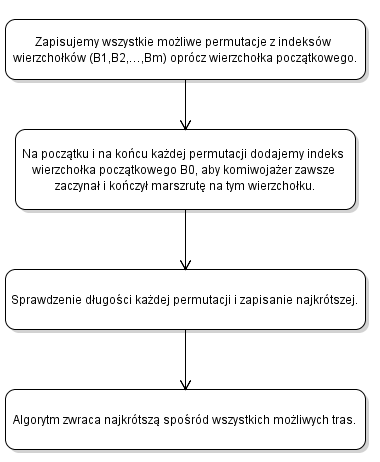 Zapisujemy wszystkie możliwe permutacje z indeksów
wierzchołków (B1,B2,...,Bm) oprócz wierzchołka początkowego.
Na początku i na końcu każdej permutacji dodajemy indeks
wierzchołka początkowego B0, aby komiwojażer zawsze
zaczynał i kończył marszrutę na tym wierzchołku.
Sprawdzenie długości każdej permutacji i zapisanie najkrótszej.
Algorytm zwraca najkrótszą spośród wszystkich możliwych tras.